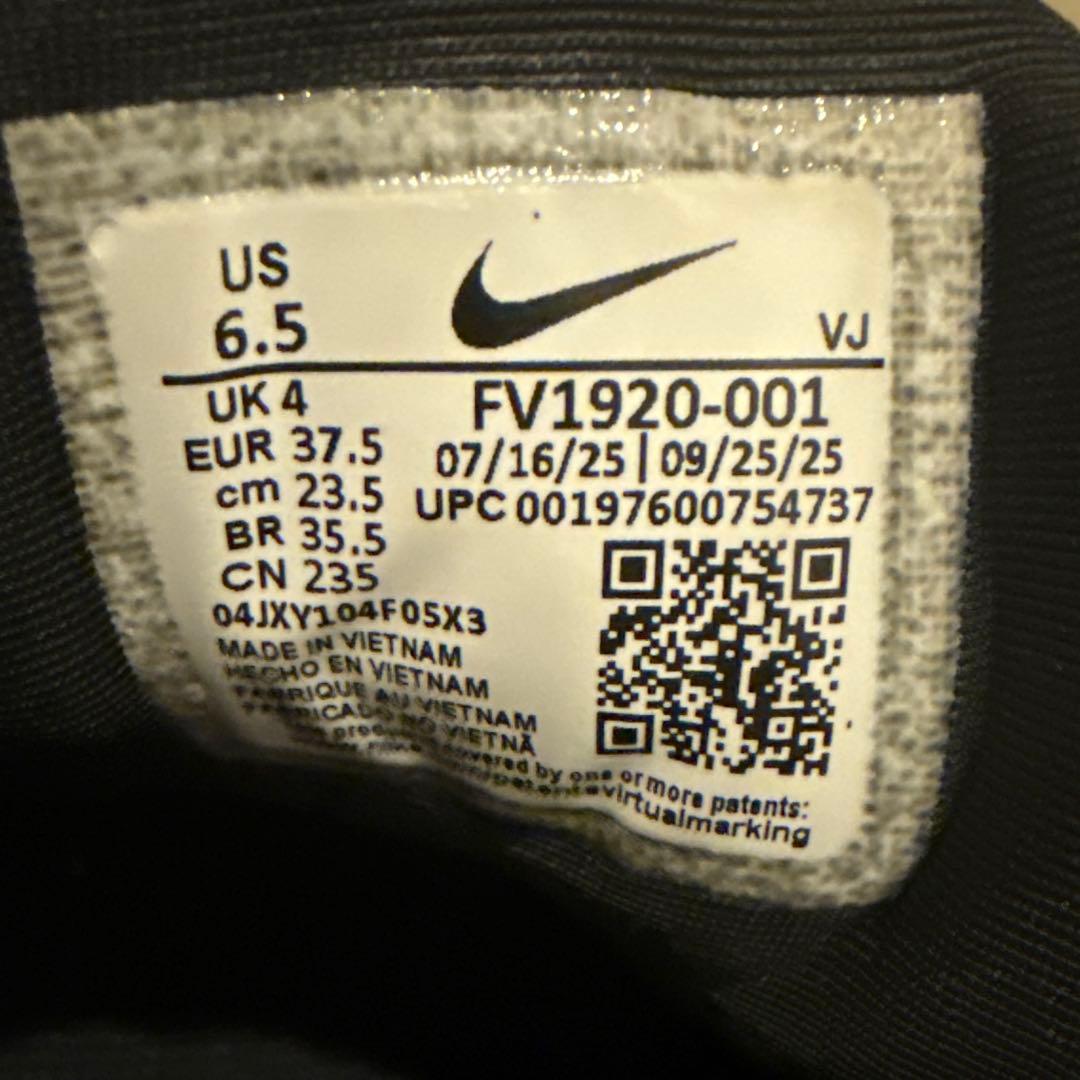 US
6.5
VJ
UK 4
EUR 37.5
cm 23.5
BR 35.5
CN 235
04JXY104F05X3
FV1920-001
07/16/25 | 09/25/25
UPC 00197600754737
MADE IN VIETNAM
HECHO EN VIETNAM
FABRIQUE AU VIETNAM
FABRICADO NO VIETNÃ
covered by one or more patents:
virtualmarking